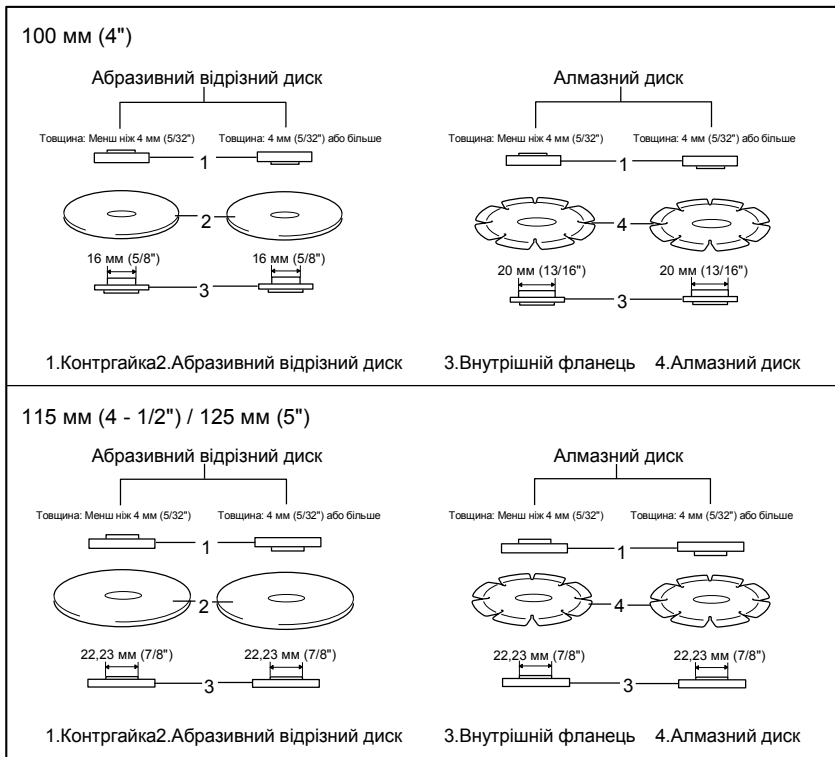 100 мм (4")
Абразивний відрізний диск
Алмазний диск
Товщина: Менш ніж 4 мм (5/32") Товщина: 4 мм (5/32") або більше
Товщина: Менш ніж 4 мм (5/32") Товщина: 4 мм (5/32") або більше
1
1
2
4
16 мм (5/8") 16 мм (5/8")
20 мм (13/16") 20 мм (13/16")
3
3
1.Контргайка2.Абразивний відрізний диск 3.Внутрішній фланець 4.Алмазний диск
115 мм (4 - 1/2") / 125 мм (5")
Абразивний відрізний диск
Алмазний диск
Товщина: Менш ніж 4 мм (5/32") Товщина: 4 мм (5/32") або більше
Товщина: Менш ніж 4 мм (5/32") Товщина: 4 мм (5/32") або більше
1
1
2
4
22,23 мм (7/8") 22,23 мм (7/8")
22,23 мм (7/8") 22,23 мм (7/8")
3
3
1.Контргайка2.Абразивний відрізний диск 3.Внутрішній фланець 4.Алмазний диск